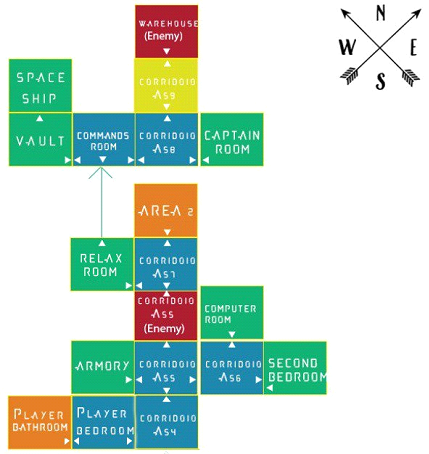 WAREHOUSE
(Enemy)
N
W E
S
SPACE
SHIP
CORRIDOIO
A59
VAULT
COMMANDS
ROOM
CORRIDOIO
A58
CAPTAIN
ROOM
AREA 2
RELAX
ROOM
CORRIDOIO
A57
CORRIDOIO
A55
(Enemy)
COMPUTER
ROOM
ARMORY
CORRIDOIO
A55
CORRIDOIO
A56
SECOND
BEDROOM
PLAYER
BATHROOM
PLAYER
BEDROOM
CORRIDOIO
A54